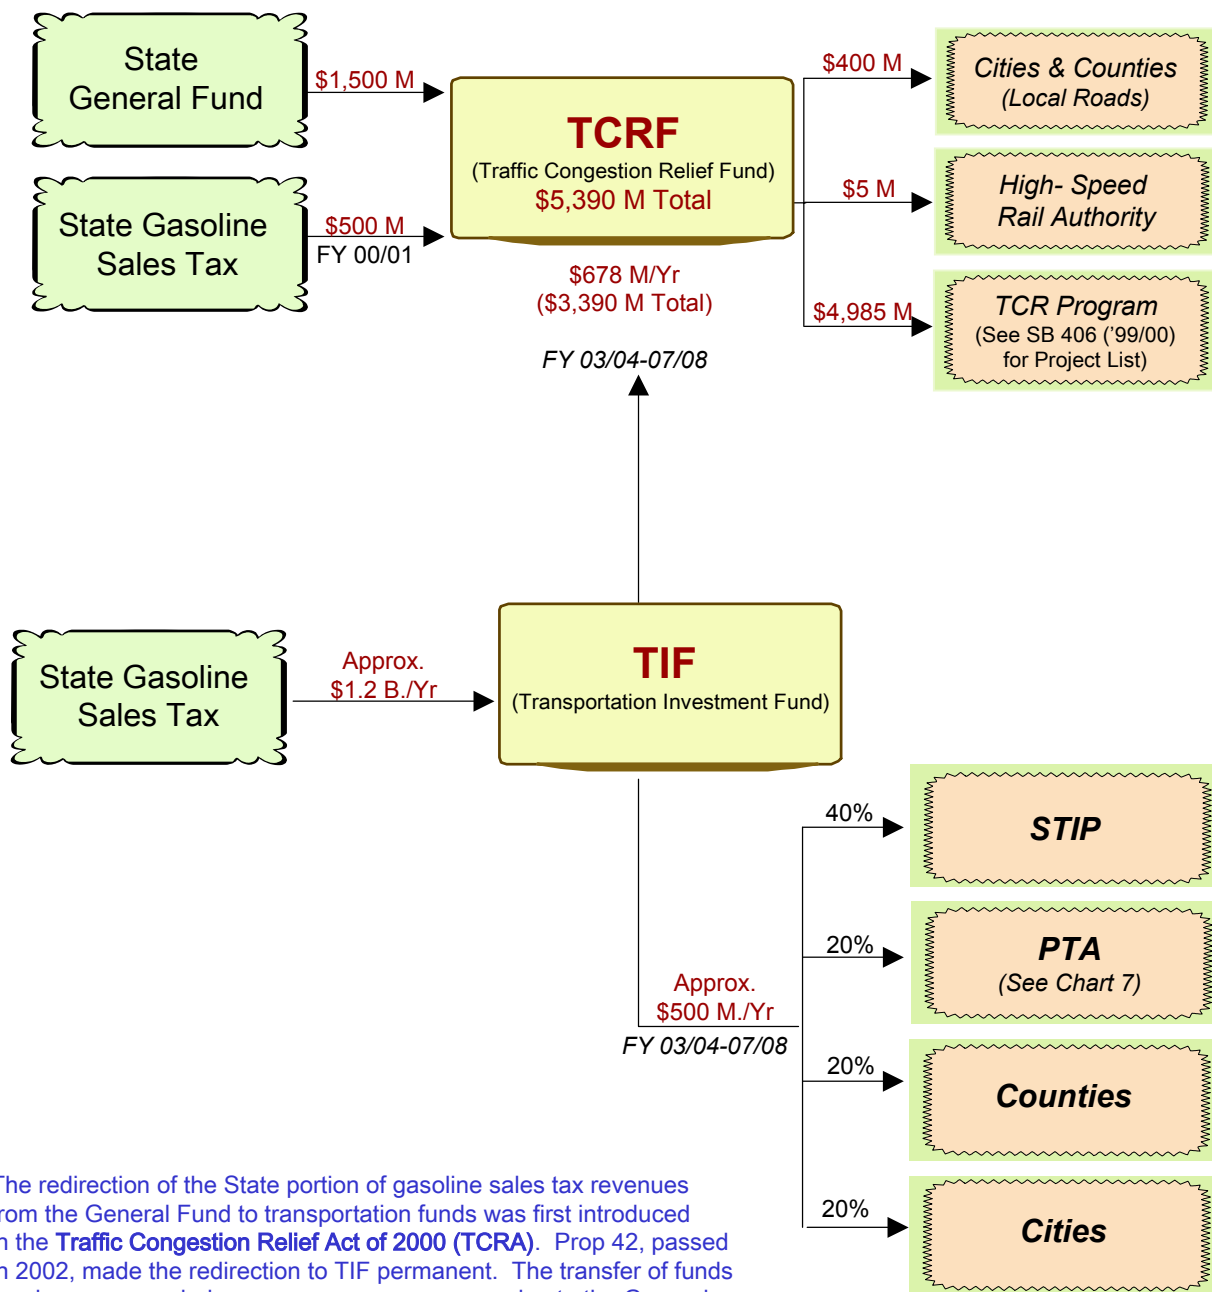 State
General Fund
$1,500 M
State Gasoline
Sales Tax
$500 M
FY 00/01
TCRF
(Traffic Congestion Relief Fund)
$5,390 M Total
$678 M/Yr
($3,390 M Total)
FY 03/04-07/08
$400 M
Cities & Counties
(Local Roads)
$5 M
High- Speed
Rail Authority
$4,985 M
TCR Program
(See SB 406 ('99/00)
for Project List)
State Gasoline
Sales Tax
Approx.
$1.2 B./Yr
TIF
(Transportation Investment Fund)
Approx.
$500 M./Yr
FY 03/04-07/08
40%
STIP
20%
PTA
(See Chart 7)
20%
Counties
20%
Cities
The redirection of the State portion of gasoline sales tax revenues
from the General Fund to transportation funds was first introduced
in the Traffic Congestion Relief Act of 2000 (TCRA). Prop 42, passed
in 2002, made the redirection to TIF permanent. The transfer of funds